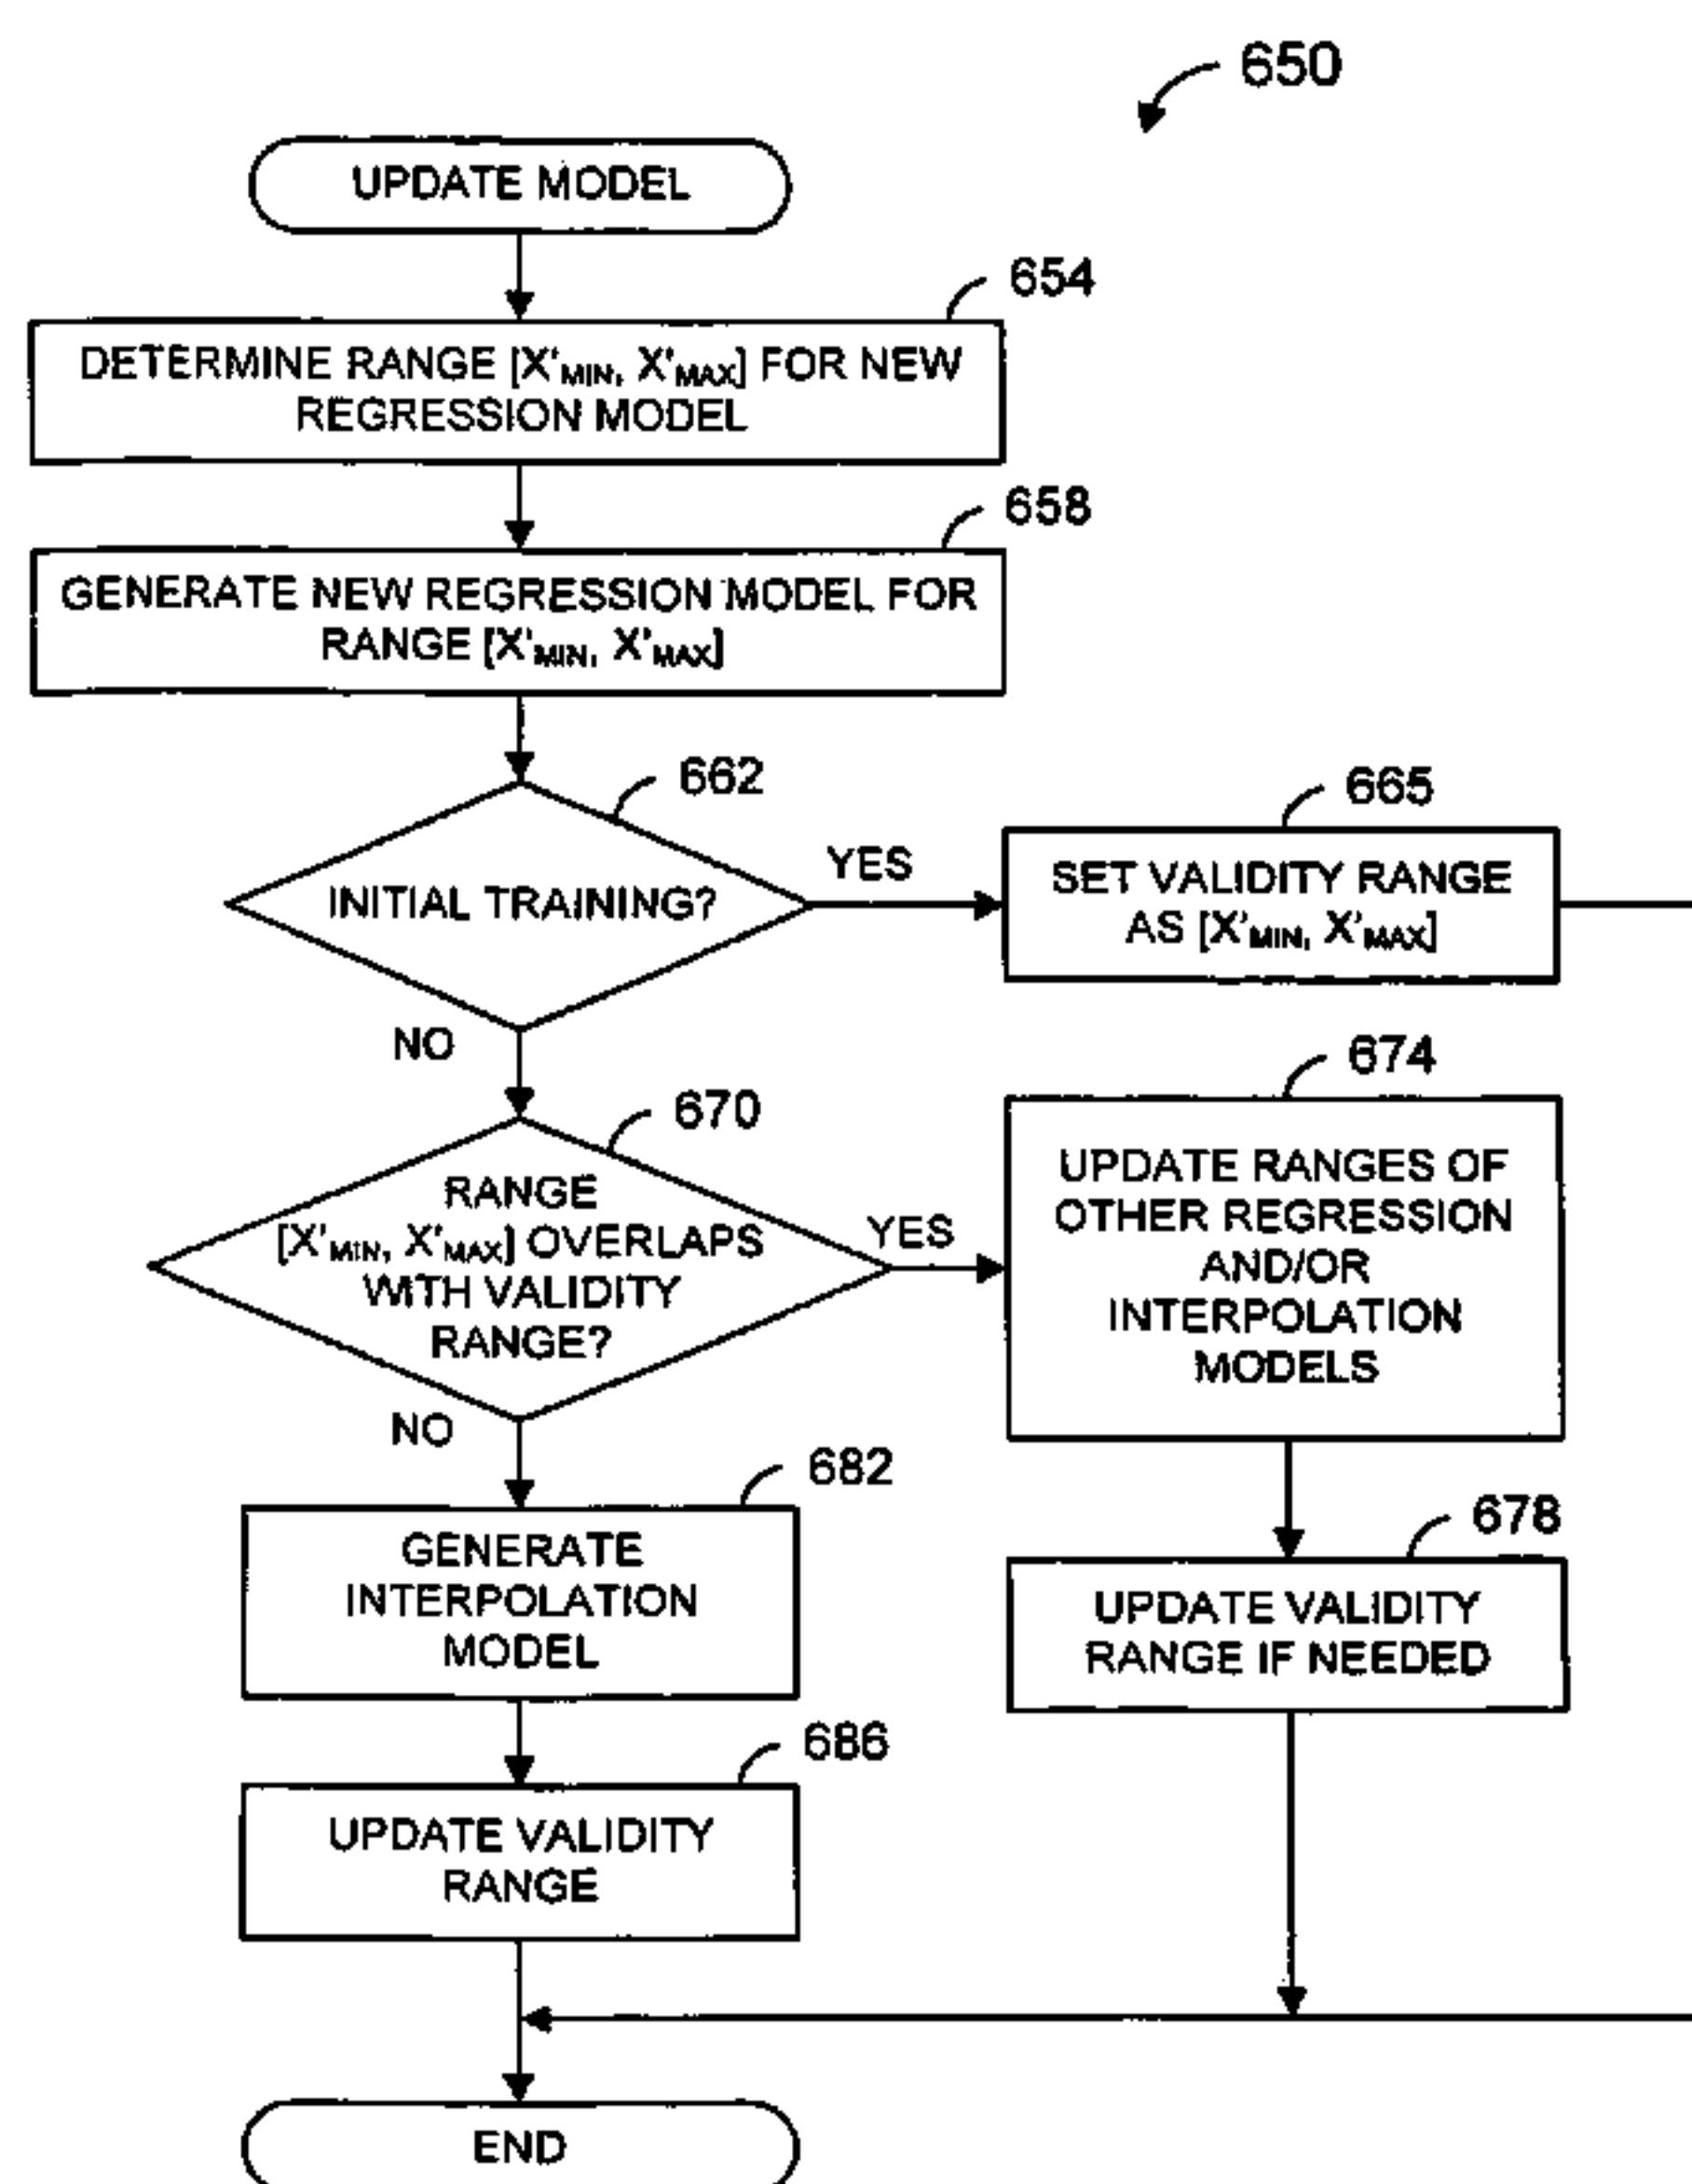 650
UPDATE MODEL
654
DETERMINE RANGE [X'MIN, X'MAX] FOR NEW
REGRESSION MODEL
658
GENERATE NEW REGRESSION MODEL FOR
RANGE [X'MIN, X'MAX]
662
INITIAL TRAINING?
YES
665
SET VALIDITY RANGE
AS [X'MIN, X'MAX]
NO
670
RANGE
[X'MIN, X'MAX] OVERLAPS
WITH VALIDITY
RANGE?
YES
674
UPDATE RANGES OF
OTHER REGRESSION
AND/OR
INTERPOLATION
MODELS
NO
682
GENERATE
INTERPOLATION
MODEL
678
UPDATE VALIDITY
RANGE IF NEEDED
686
UPDATE VALIDITY
RANGE
END